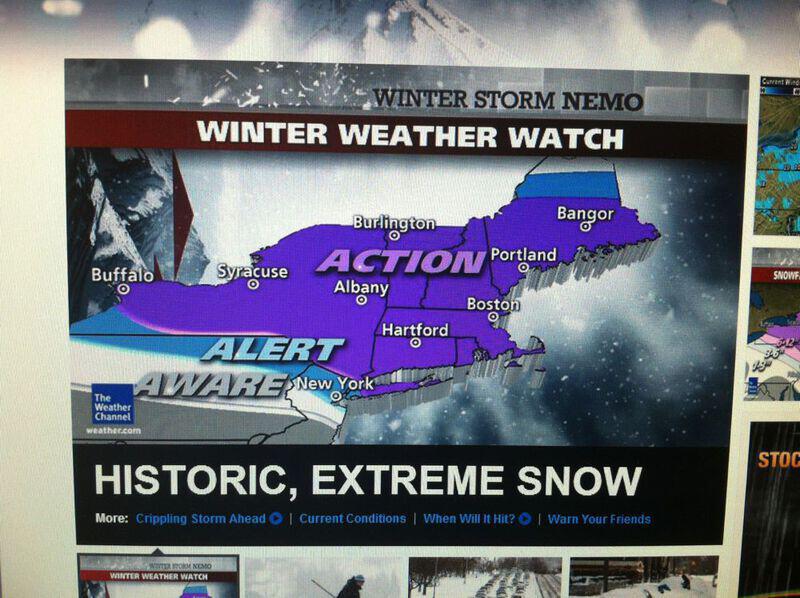 WINTER STORM NEMO
WINTER WEATHER WATCH
Bangor
Burlington
ACTION
Portland
Buffalo
Syracuse
Albany
Boston
Hartford
ALERT
AWARE
New York
The
Weather
Channel
weather.com
HISTORIC, EXTREME SNOW
More: Crippling Storm Ahead | Current Conditions | When Will It Hit? | Warn Your Friends
WINTER STORM NEMO
WINTER WEATHER WATCH
Current Wind
SNOWF
STOC